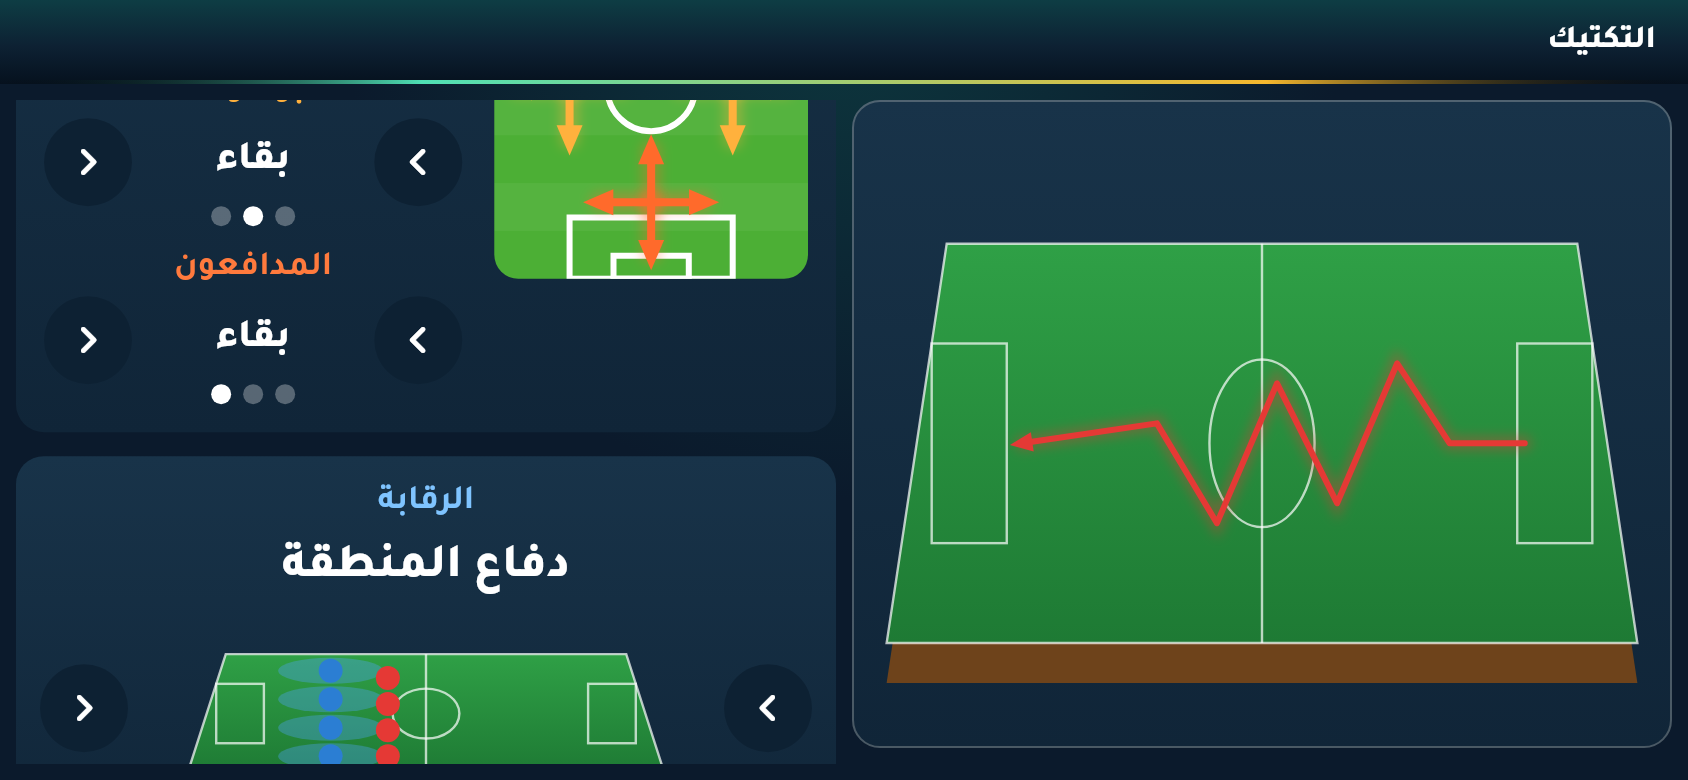 التكتيك
بقاء
المدافعون
بقاء
الرقابة
دفاع المنطقة